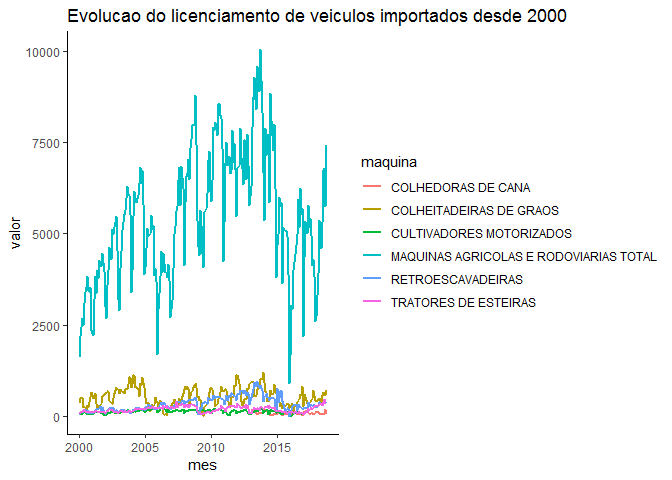 Evolucao do licenciamento de veiculos importados desde 2000
valor
10000
7500
5000
2500
0
2000 2005 2010 2015
mes
maquina
COLHEDORAS DE CANA
COLHEITADEIRAS DE GRAOS
CULTIVADORES MOTORIZADOS
MAQUINAS AGRICOLAS E RODOVIARIAS TOTAL
RETROESCAVADEIRAS
TRATORES DE ESTEIRAS